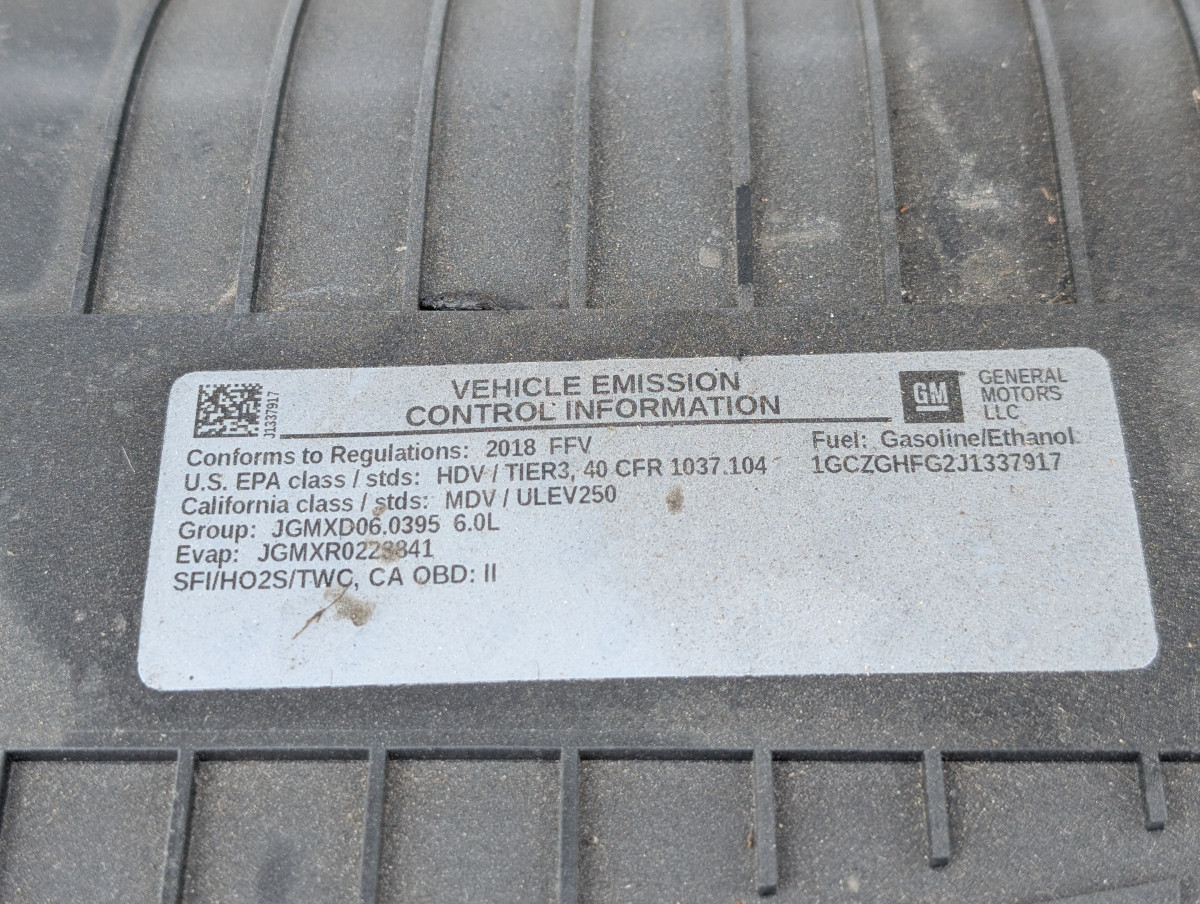 J1337917
VEHICLE EMISSION
CONTROL INFORMATION
GM
GENERAL
MOTORS
LLC
Conforms to Regulations: 2018 FFV
Fuel: Gasoline/Ethanol
U.S. EPA class / stds: HDV / TIER3, 40 CFR 1037.104
1GCZGHFG2J1337917
California class / stds: MDV / ULEV250
Group: JGMXD06.0395 6.0L
Evap: JGMXR0223841
SFI/HO2S/TWC, CA OBD: II